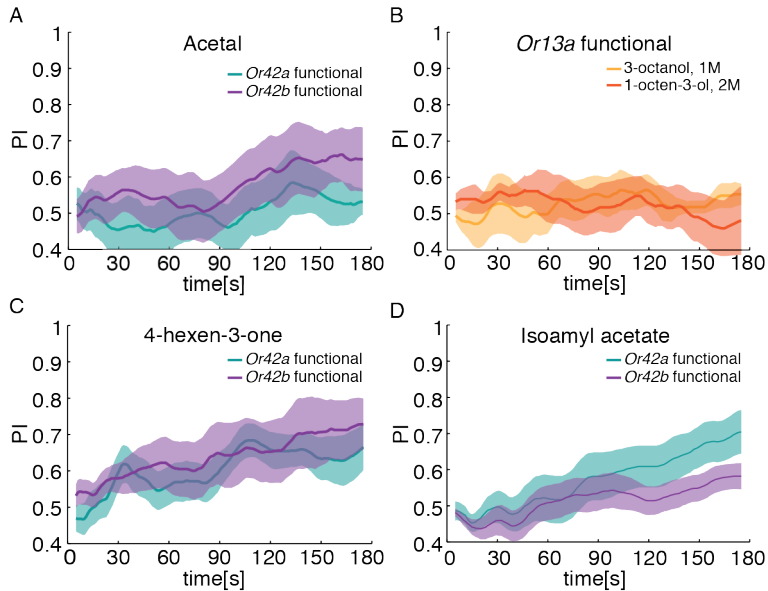 A
Acetal
Or42a functional
Or42b functional
PI
1
0.9
0.8
0.7
0.6
0.5
0.4
0 30 60 90 120 150 180
time[s]
B
Or13a functional
3-octanol, 1M
1-octen-3-ol, 2M
PI
1
0.9
0.8
0.7
0.6
0.5
0.4
0 30 60 90 120 150 180
time[s]
C
4-hexen-3-one
Or42a functional
Or42b functional
PI
1
0.9
0.8
0.7
0.6
0.5
0.4
0 30 60 90 120 150 180
time[s]
D
Isoamyl acetate
Or42a functional
Or42b functional
PI
1
0.9
0.8
0.7
0.6
0.5
0.4
0 30 60 90 120 150 180
time[s]